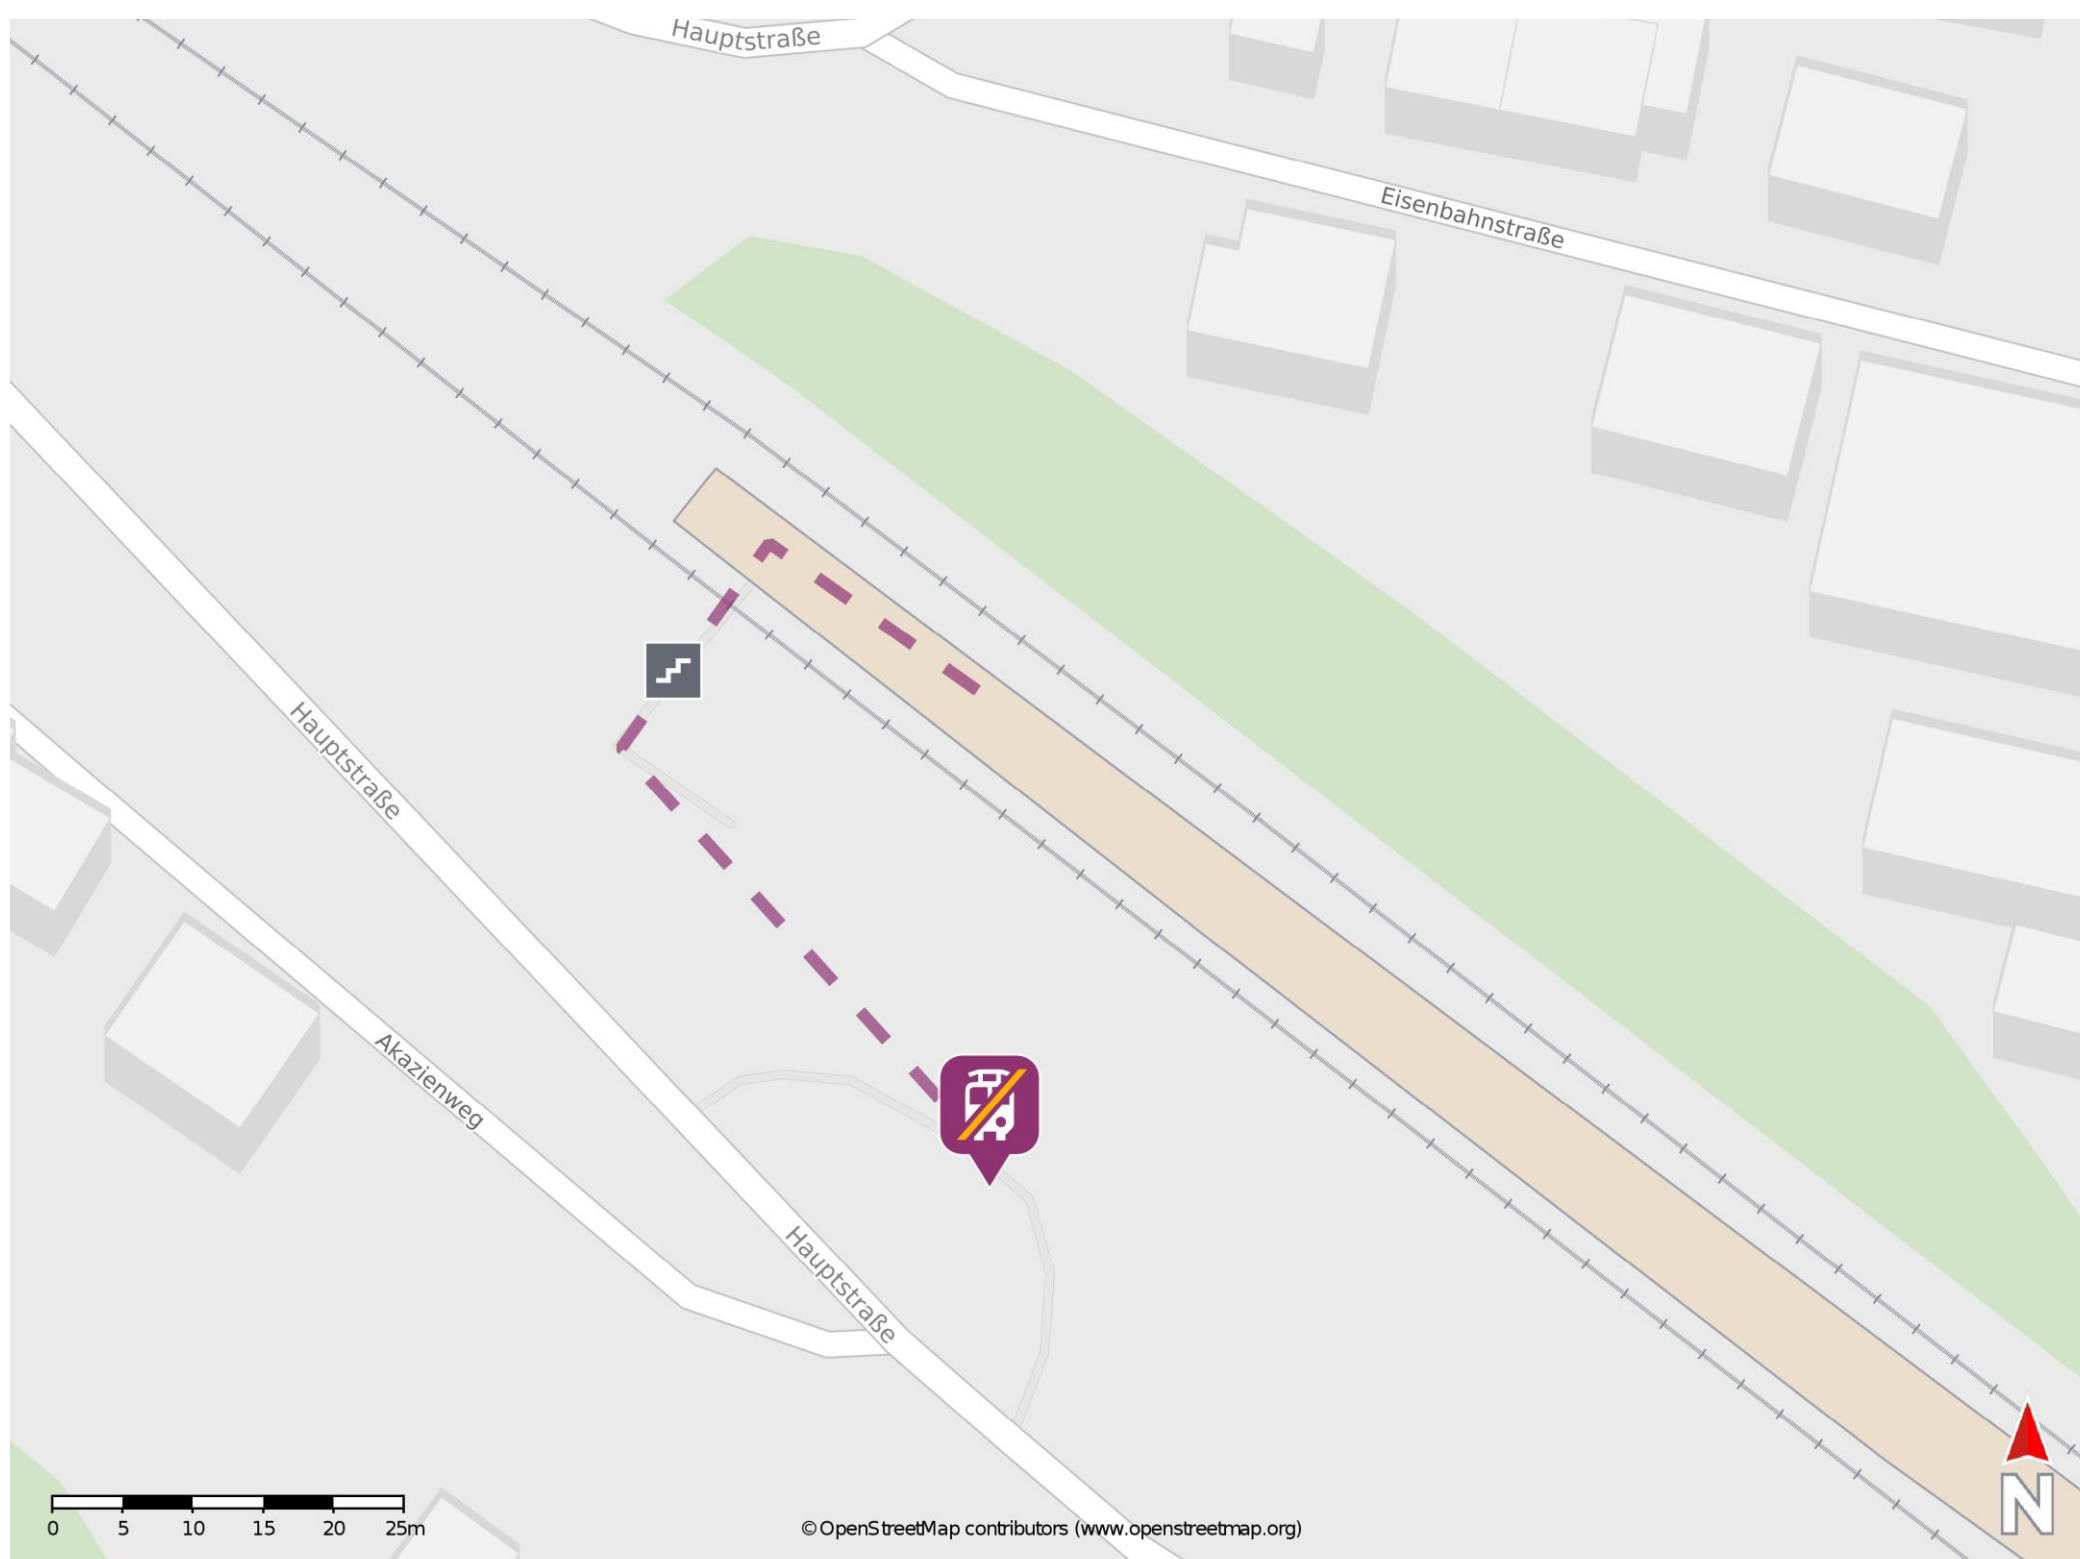 Hauptstraße
Eisenbahnstraße
Hauptstraße
Akazienweg
Hauptstraße
N
0 5 10 15 20 25m
© OpenStreetMap contributors (www.openstreetmap.org)